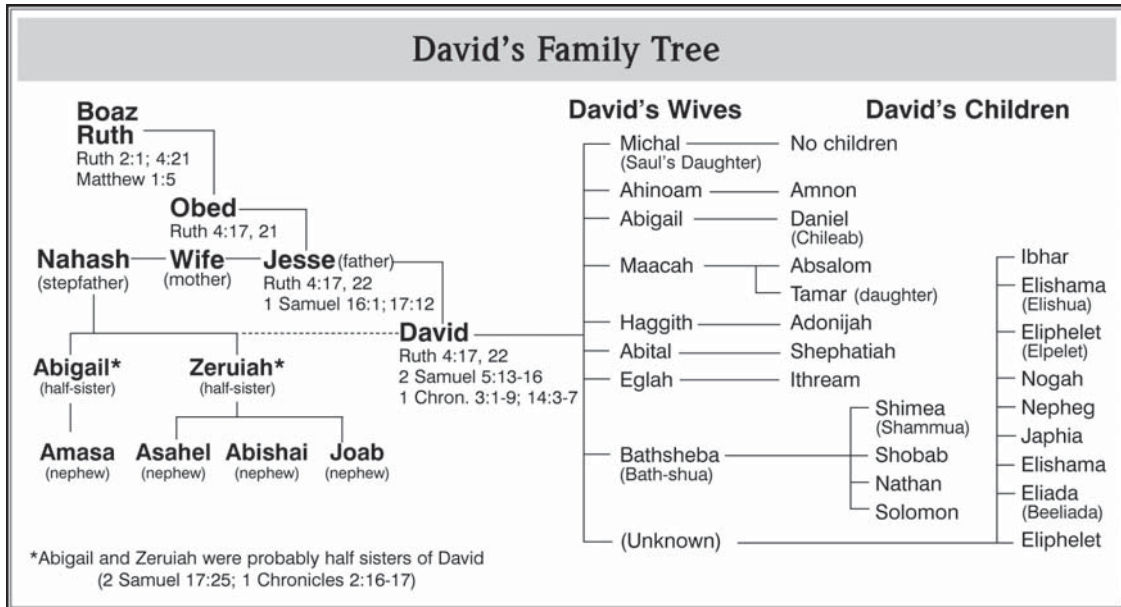 David's Family Tree
Boaz
Ruth
Ruth 2:1; 4:21
Matthew 1:5
Obed
Ruth 4:17, 21
Nahash
(stepfather)
Wife
(mother)
Jesse (father)
Ruth 4:17, 22
1 Samuel 16:1; 17:12
David
Ruth 4:17, 22
2 Samuel 5:13-16
1 Chron. 3:1-9; 14:3-7
Abigail*
(half-sister)
Zeruiah*
(half-sister)
Amasa
(nephew)
Asahel
(nephew)
Abishai
(nephew)
Joab
(nephew)
*Abigail and Zeruiah were probably half sisters of David
(2 Samuel 17:25; 1 Chronicles 2:16-17)
David's Wives
David's Children
Michal
(Saul's Daughter)
No children
Ahinoam
Amnon
Abigail
Daniel
(Chileab)
Maacah
Absalom
Tamar (daughter)
Haggith
Adonijah
Abital
Shephatiah
Eglah
Ithream
Bathsheba
(Bath-shua)
Shimea
(Shammua)
Shobab
Nathan
Solomon
(Unknown)
Ibhar
Elishama
(Elishua)
Eliphelet
(Elpelet)
Nogah
Nepheg
Japhia
Elishama
Eliada
(Beeliada)
Eliphelet